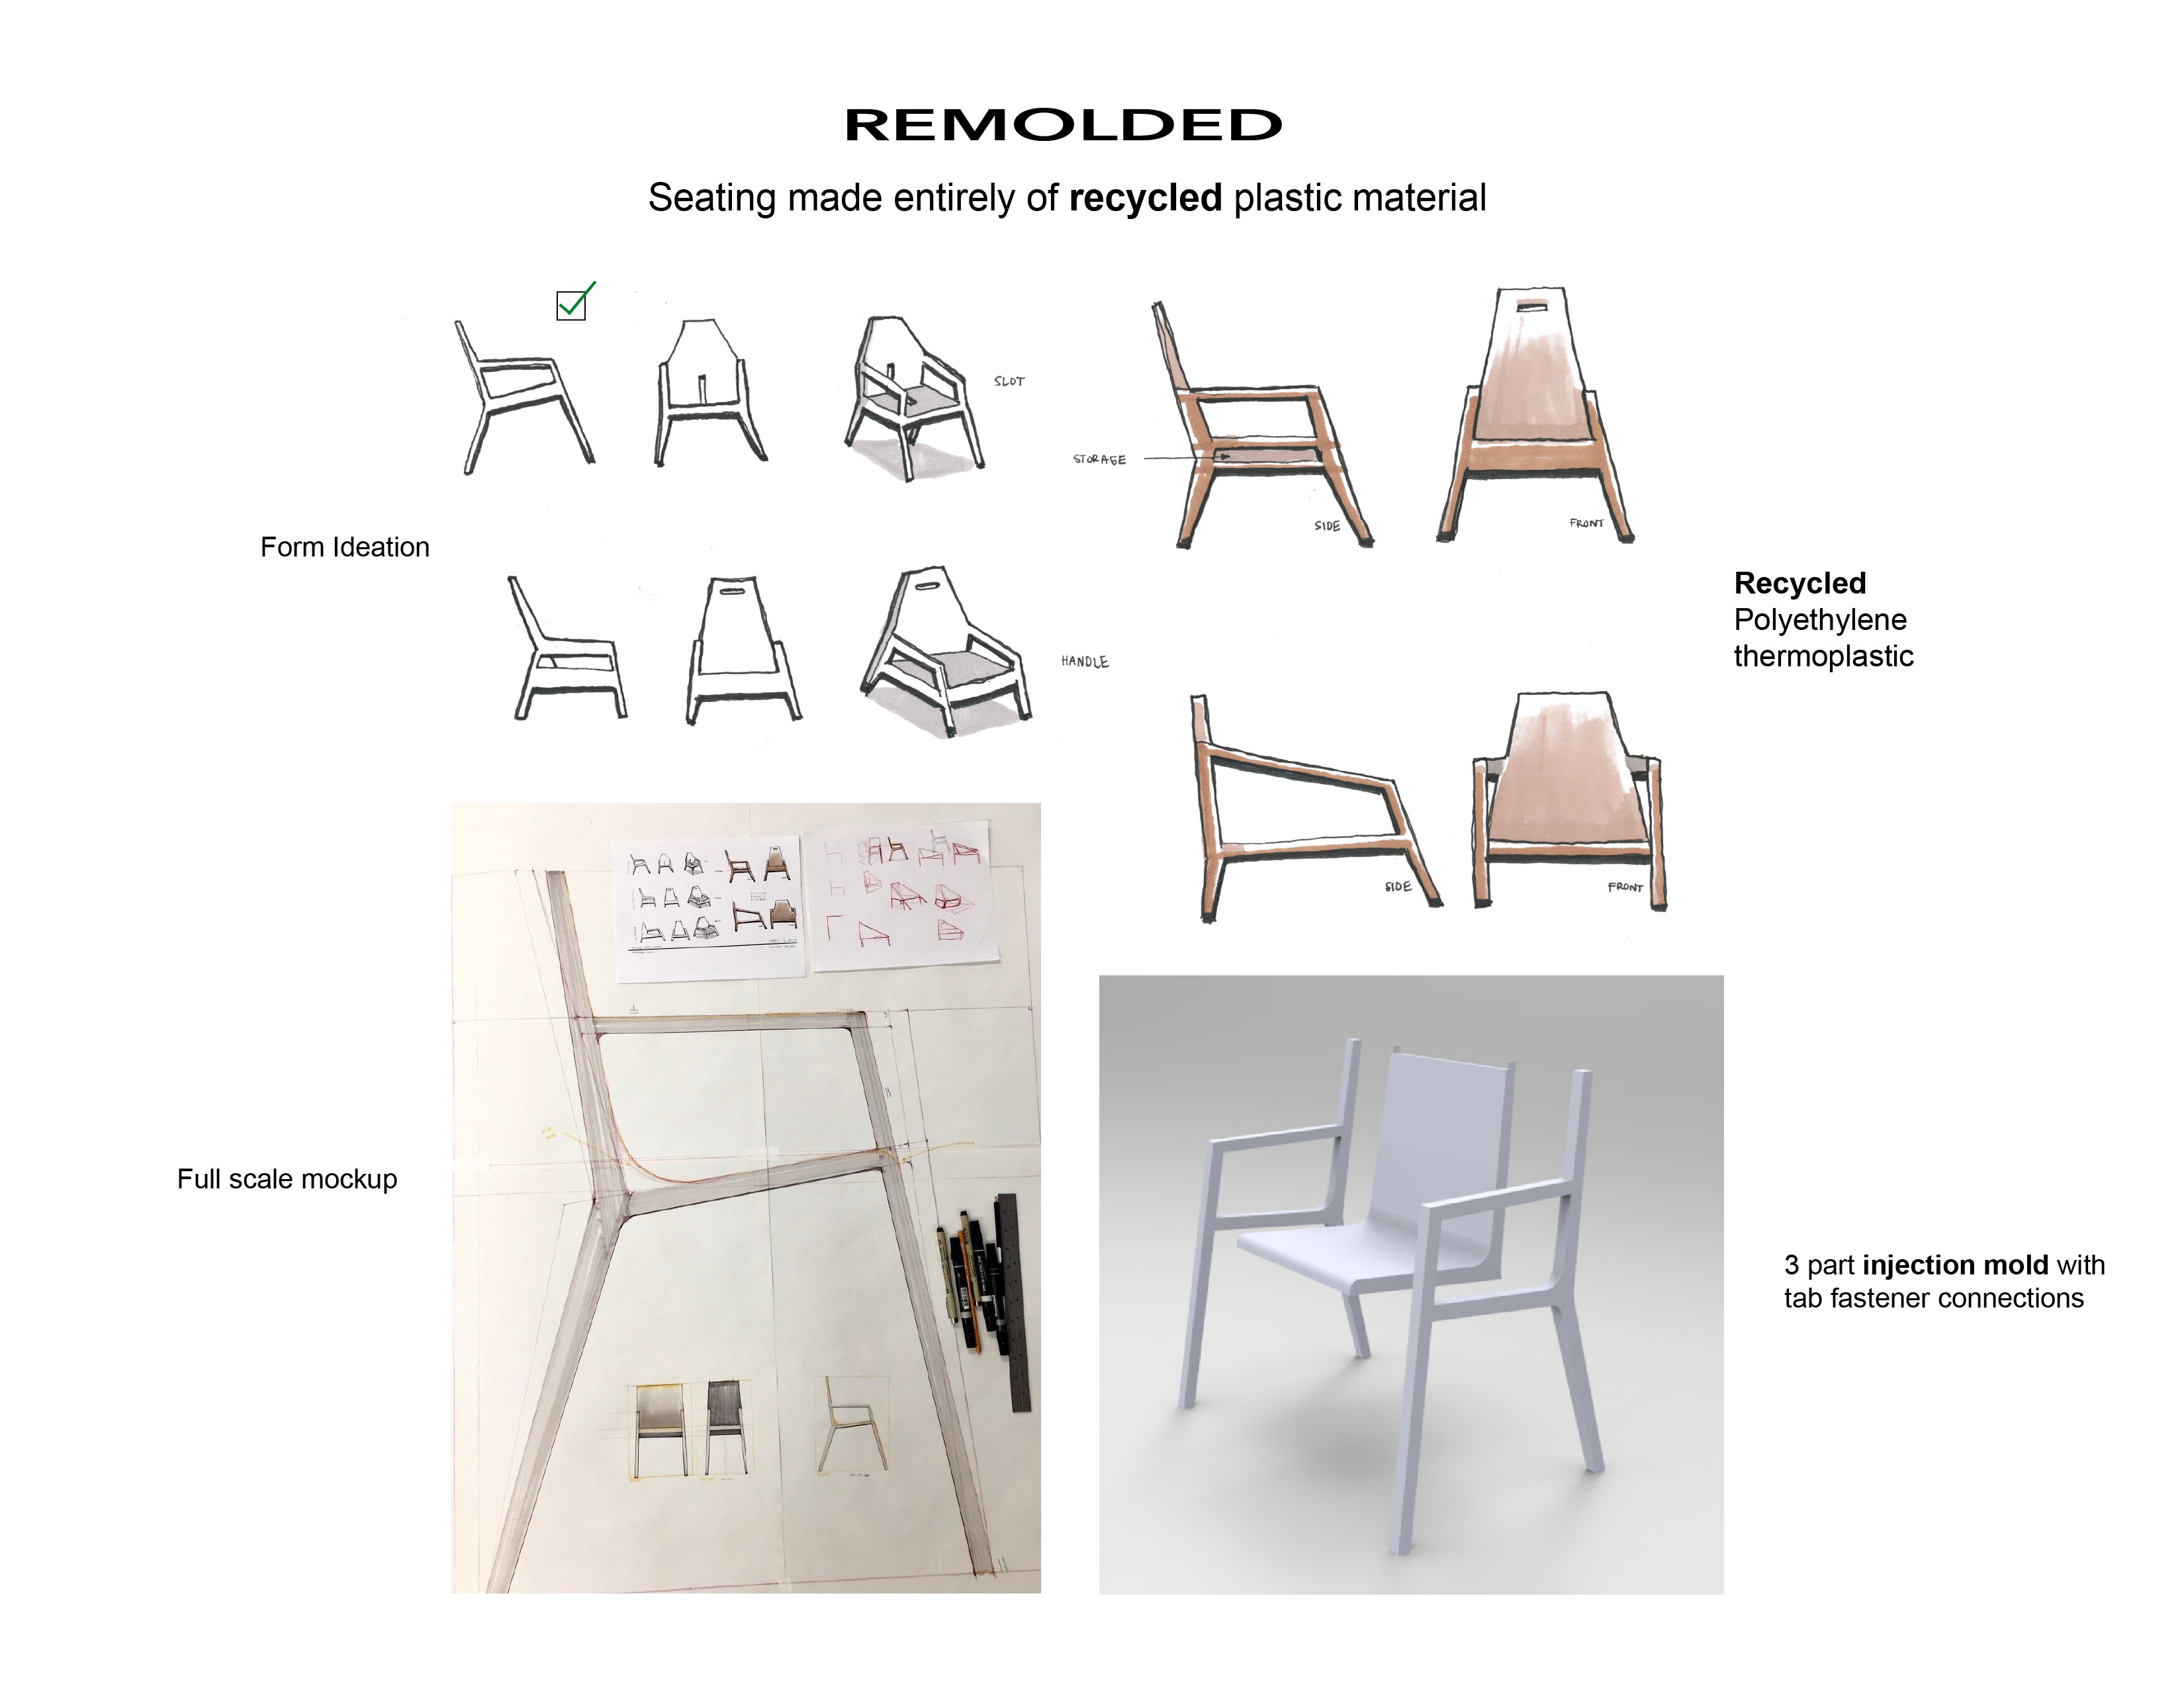 REMOLDED
Seating made entirely of recycled plastic material
SLOT
STORAGE
SIDE
FRONT
Form Ideation
Recycled
Polyethylene
thermoplastic
HANDLE
SIDE
FRONT
Full scale mockup
3 part injection mold with
tab fastener connections